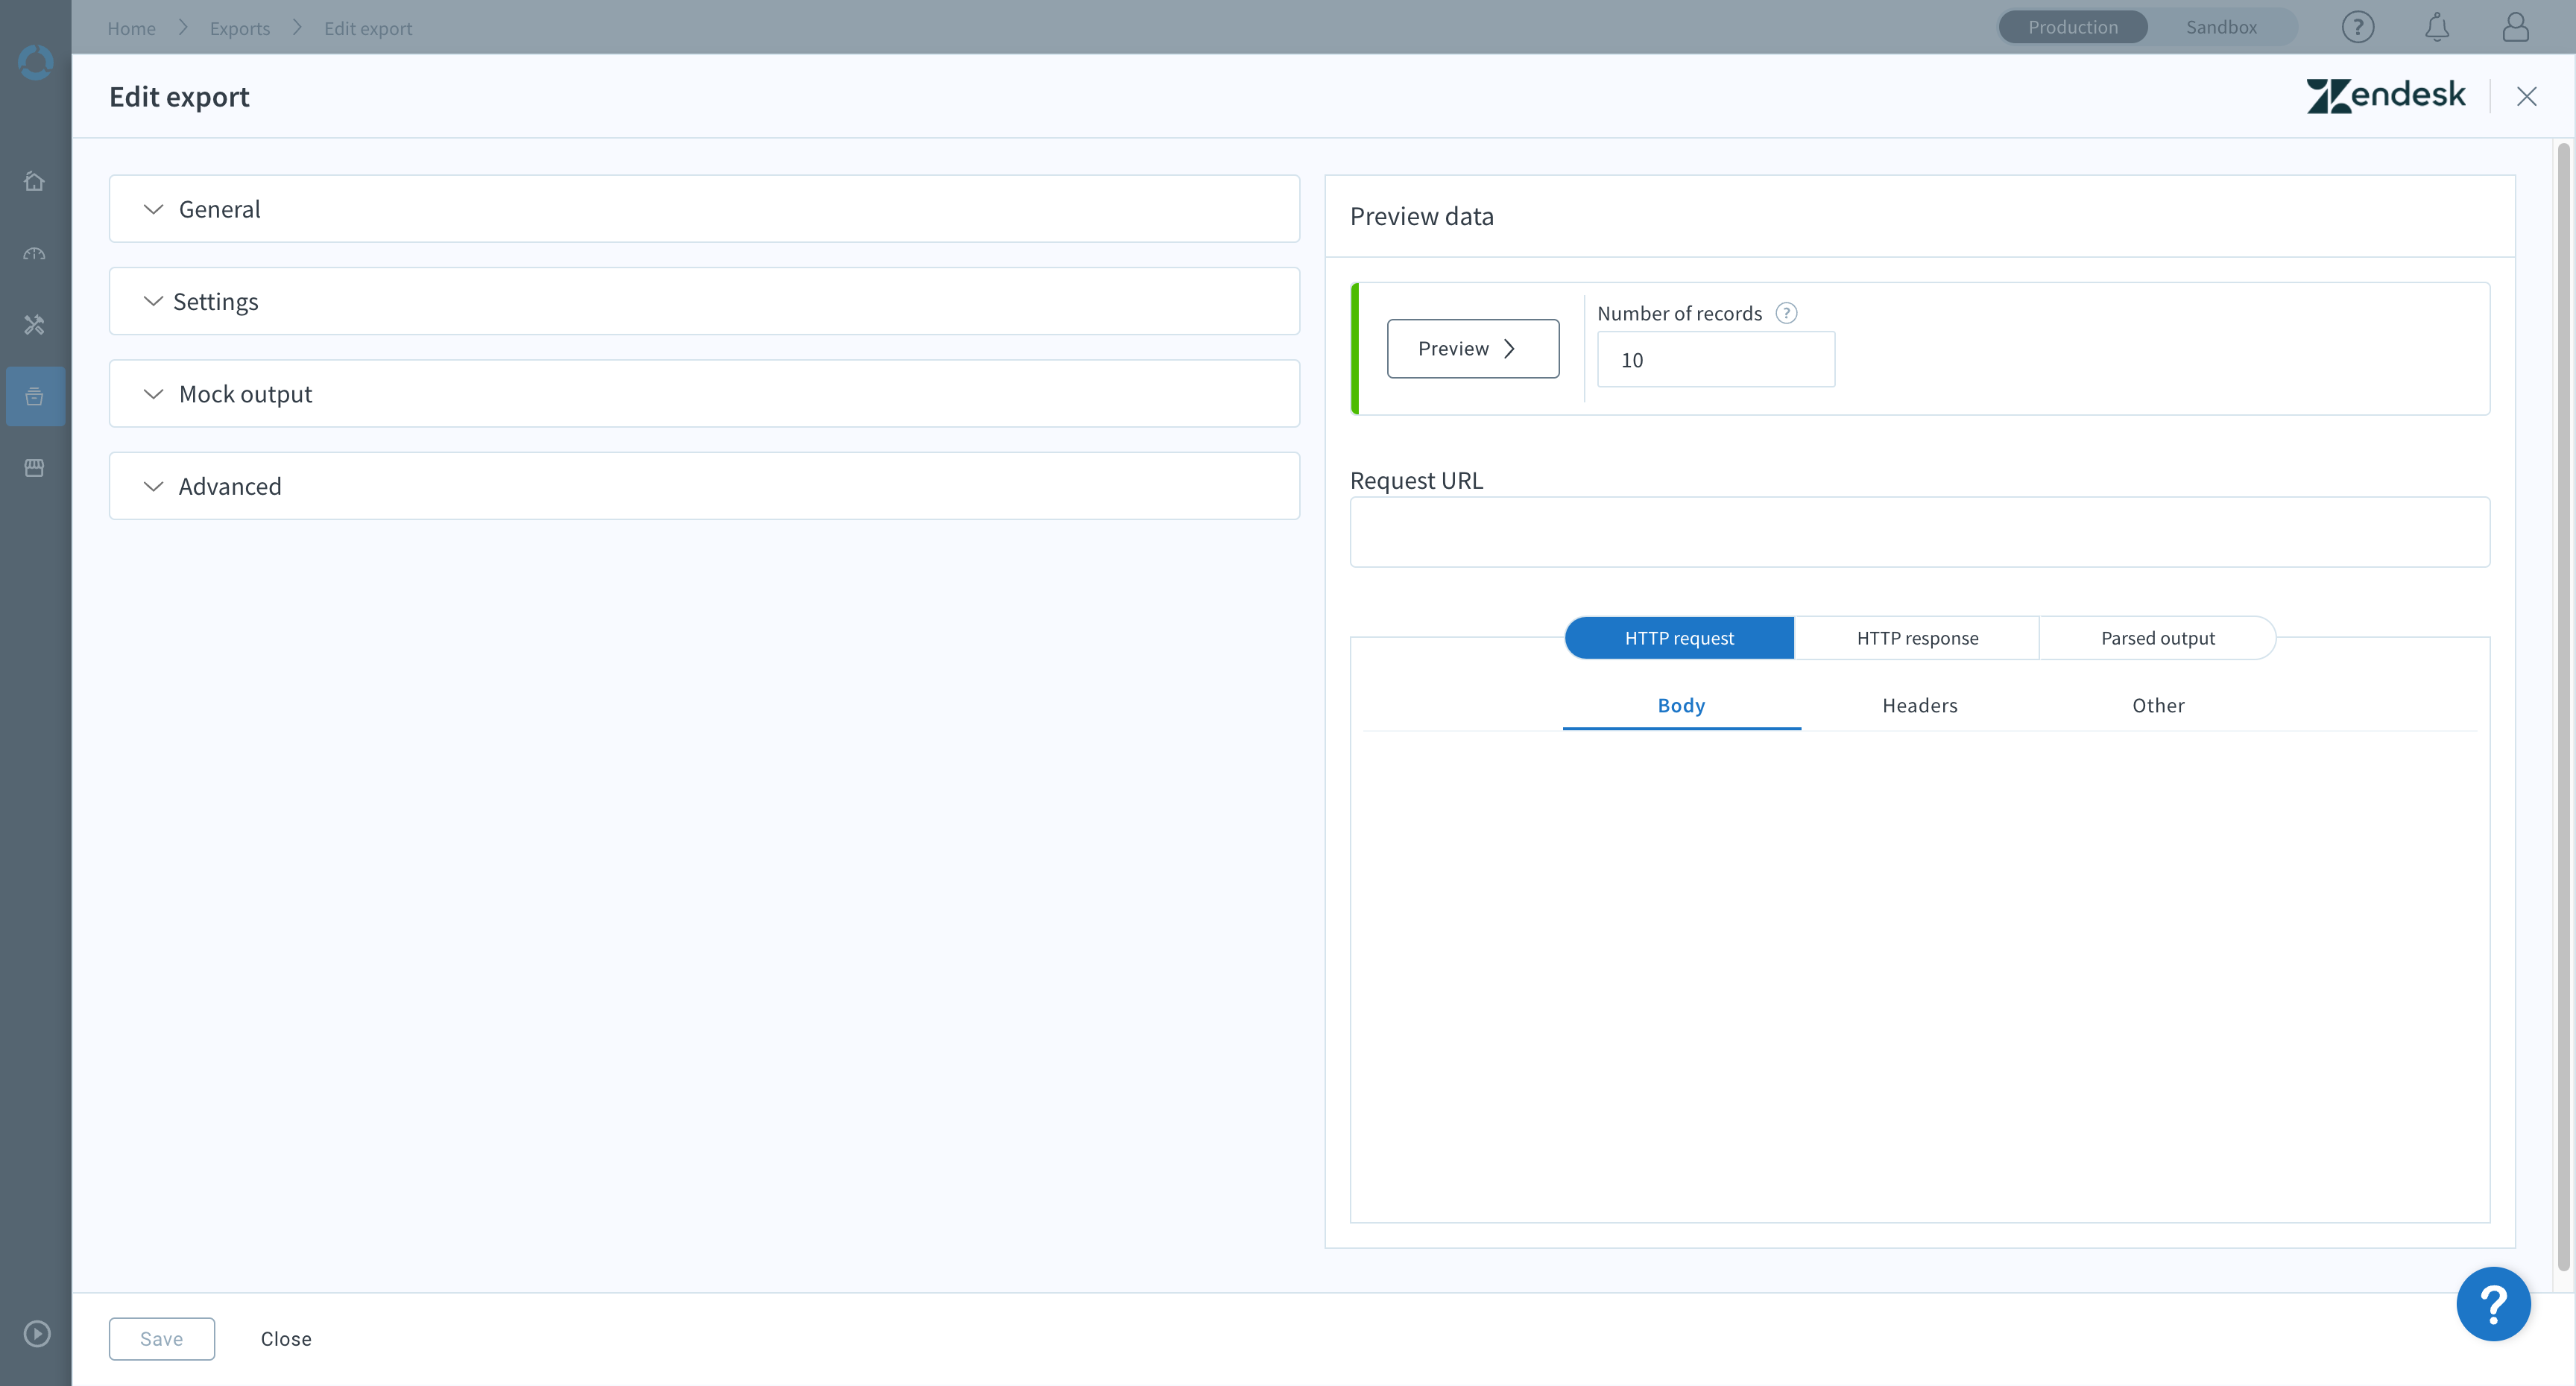 Home
Exports
Edit export
Production
Sandbox
?
Edit export
zendesk
General
Settings
Mock output
Advanced
Preview data
Preview
Number of records ?
10
Request URL
HTTP request
HTTP response
Parsed output
Body
Headers
Other
Save
Close
?